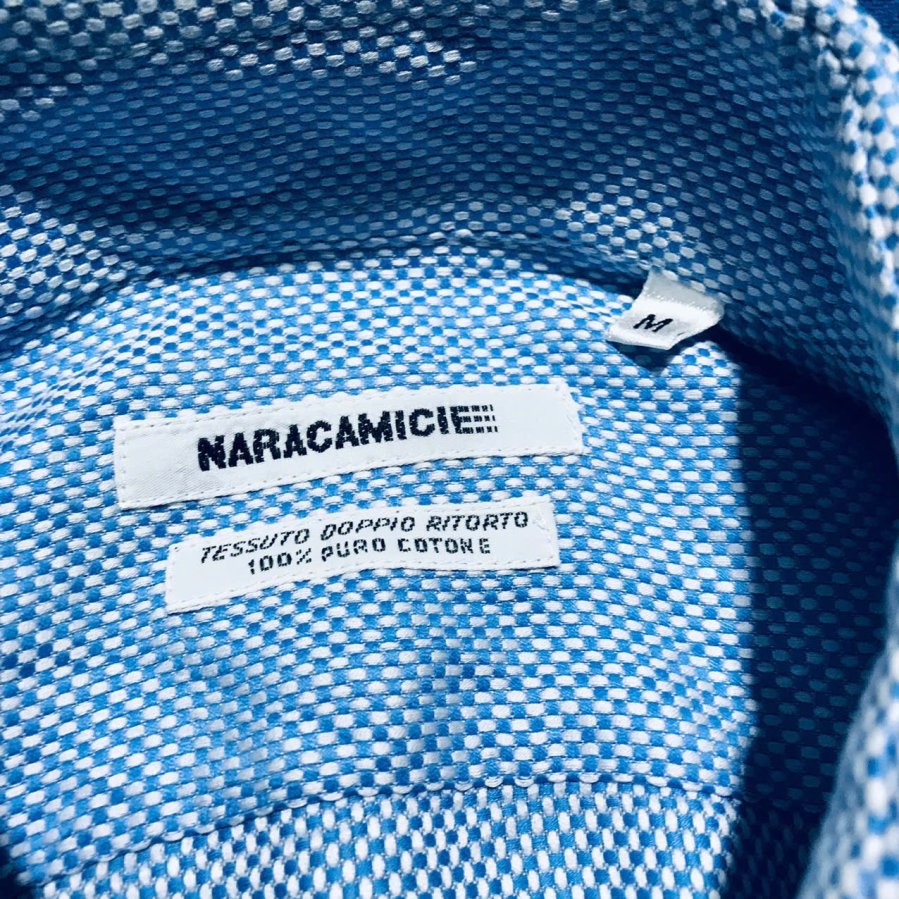 M
NARACAMICIE
TESSUTO DOPPIO RITORTO
100% PURO COTONE